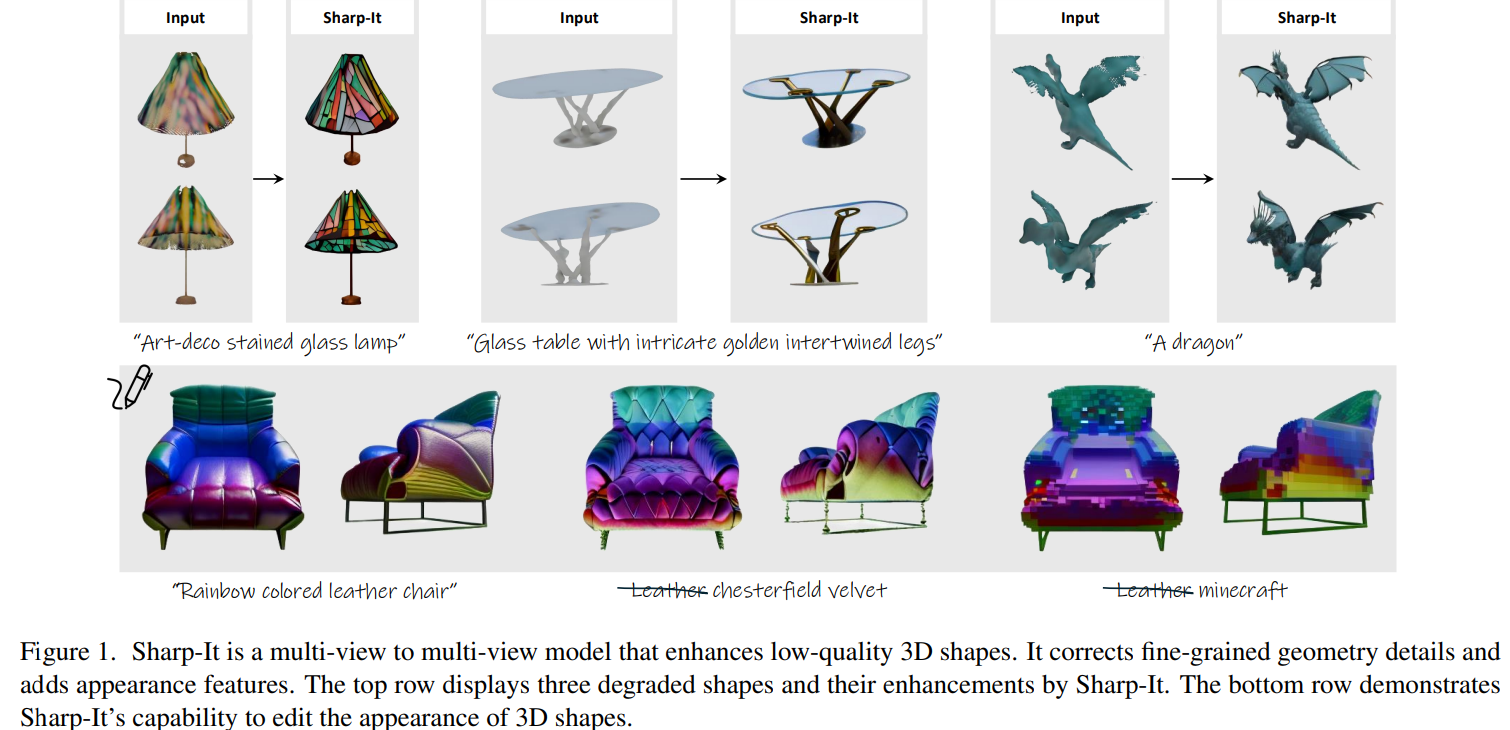 Input
Sharp-It
Input
Sharp-It
Input
Sharp-It
“Art-deco stained glass lamp”
“Glass table with intricate golden intertwined legs”
“A dragon”
“Rainbow colored leather chair”
Leather chesterfield velvet
Leather minecraft
Figure 1. Sharp-It is a multi-view to multi-view model that enhances low-quality 3D shapes. It corrects fine-grained geometry details and
adds appearance features. The top row displays three degraded shapes and their enhancements by Sharp-It. The bottom row demonstrates
Sharp-It’s capability to edit the appearance of 3D shapes.